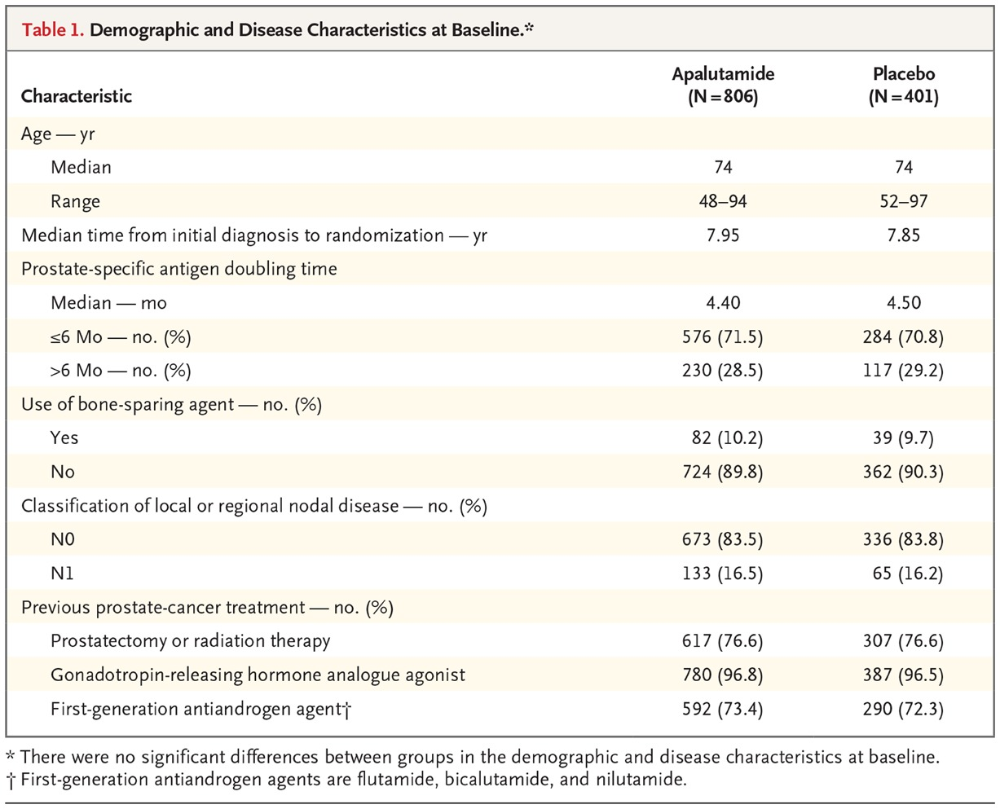 Table 1. Demographic and Disease Characteristics at Baseline.*
Characteristic Apalutamide (N=806) Placebo (N=401)
Age — yr
Median 74 74
Range 48–94 52–97
Median time from initial diagnosis to randomization — yr 7.95 7.85
Prostate-specific antigen doubling time
Median — mo 4.40 4.50
≤6 Mo — no. (%) 576 (71.5) 284 (70.8)
>6 Mo — no. (%) 230 (28.5) 117 (29.2)
Use of bone-sparing agent — no. (%)
Yes 82 (10.2) 39 (9.7)
No 724 (89.8) 362 (90.3)
Classification of local or regional nodal disease — no. (%)
N0 673 (83.5) 336 (83.8)
N1 133 (16.5) 65 (16.2)
Previous prostate-cancer treatment — no. (%)
Prostatectomy or radiation therapy 617 (76.6) 307 (76.6)
Gonadotropin-releasing hormone analogue agonist 780 (96.8) 387 (96.5)
First-generation antiandrogen agent† 592 (73.4) 290 (72.3)
* There were no significant differences between groups in the demographic and disease characteristics at baseline.
† First-generation antiandrogen agents are flutamide, bicalutamide, and nilutamide.